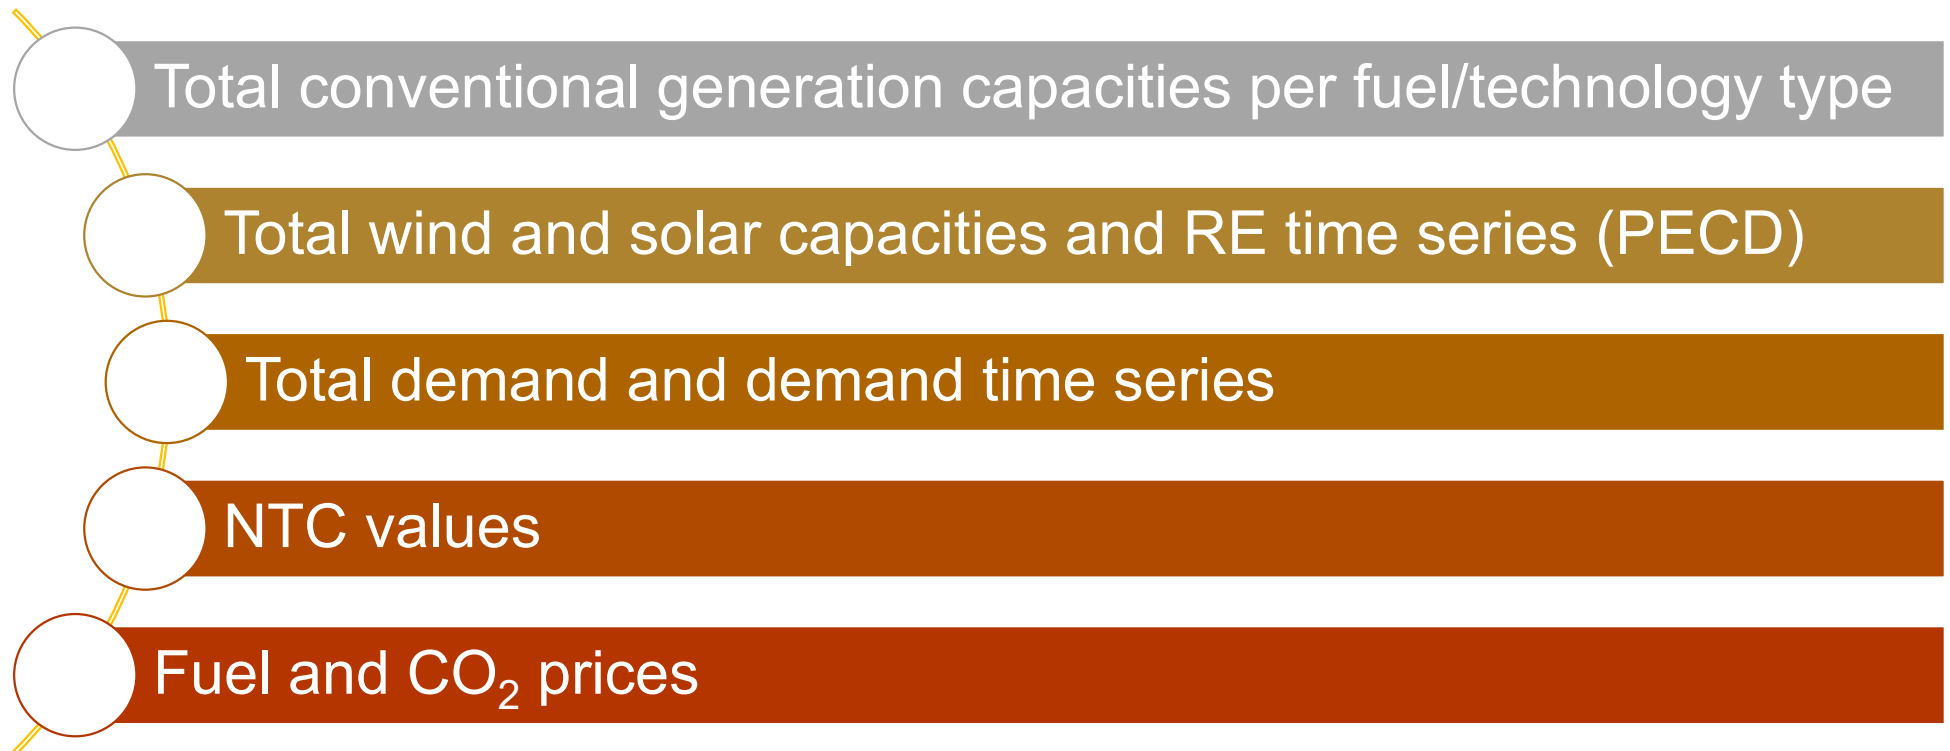 Total conventional generation capacities per fuel/technology type
Total wind and solar capacities and RE time series (PECD)
Total demand and demand time series
NTC values
Fuel and CO₂ prices